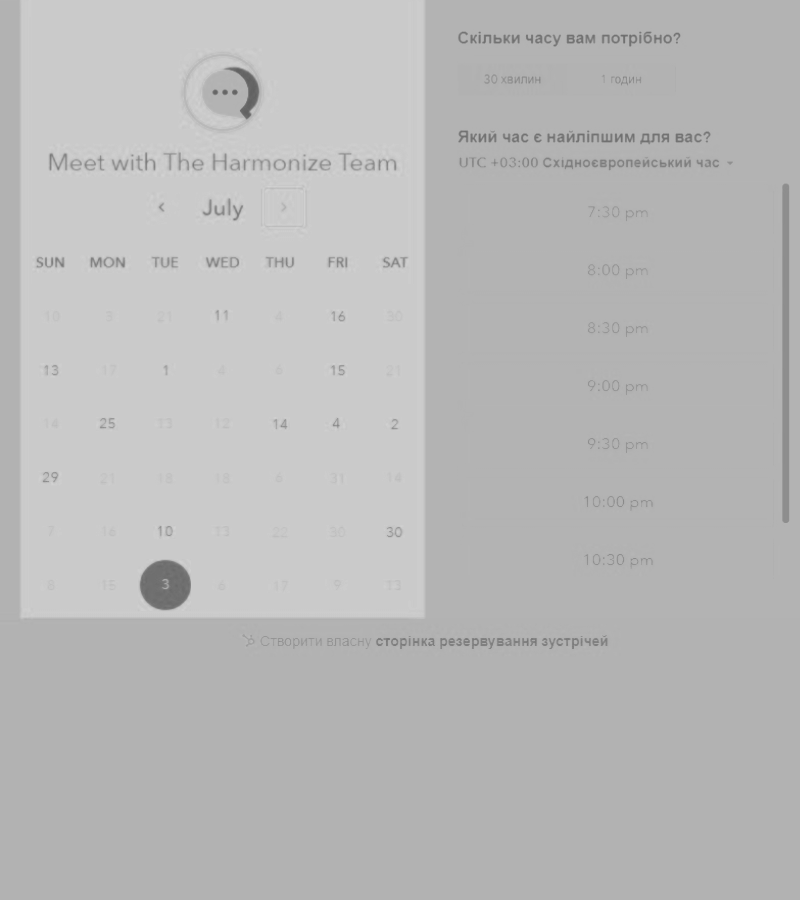 Meet with The Harmonize Team
July
SUN MON TUE WED THU FRI SAT
18 3 21 11 4 16 30
13 17 1 4 6 15 21
14 25 13 12 14 4 2
29 21 18 18 6 31 14
7 16 10 13 22 30 30
8 15 3 6 17 9 13
Скільки часу вам потрібно?
30 хвилин 1 годин
Який час є найліпшим для вас?
UTC +03:00 Східноєвропейський час
7:30 pm
8:00 pm
8:30 pm
9:00 pm
9:30 pm
10:00 pm
10:30 pm
Створити власну сторінка резервування зустрічей